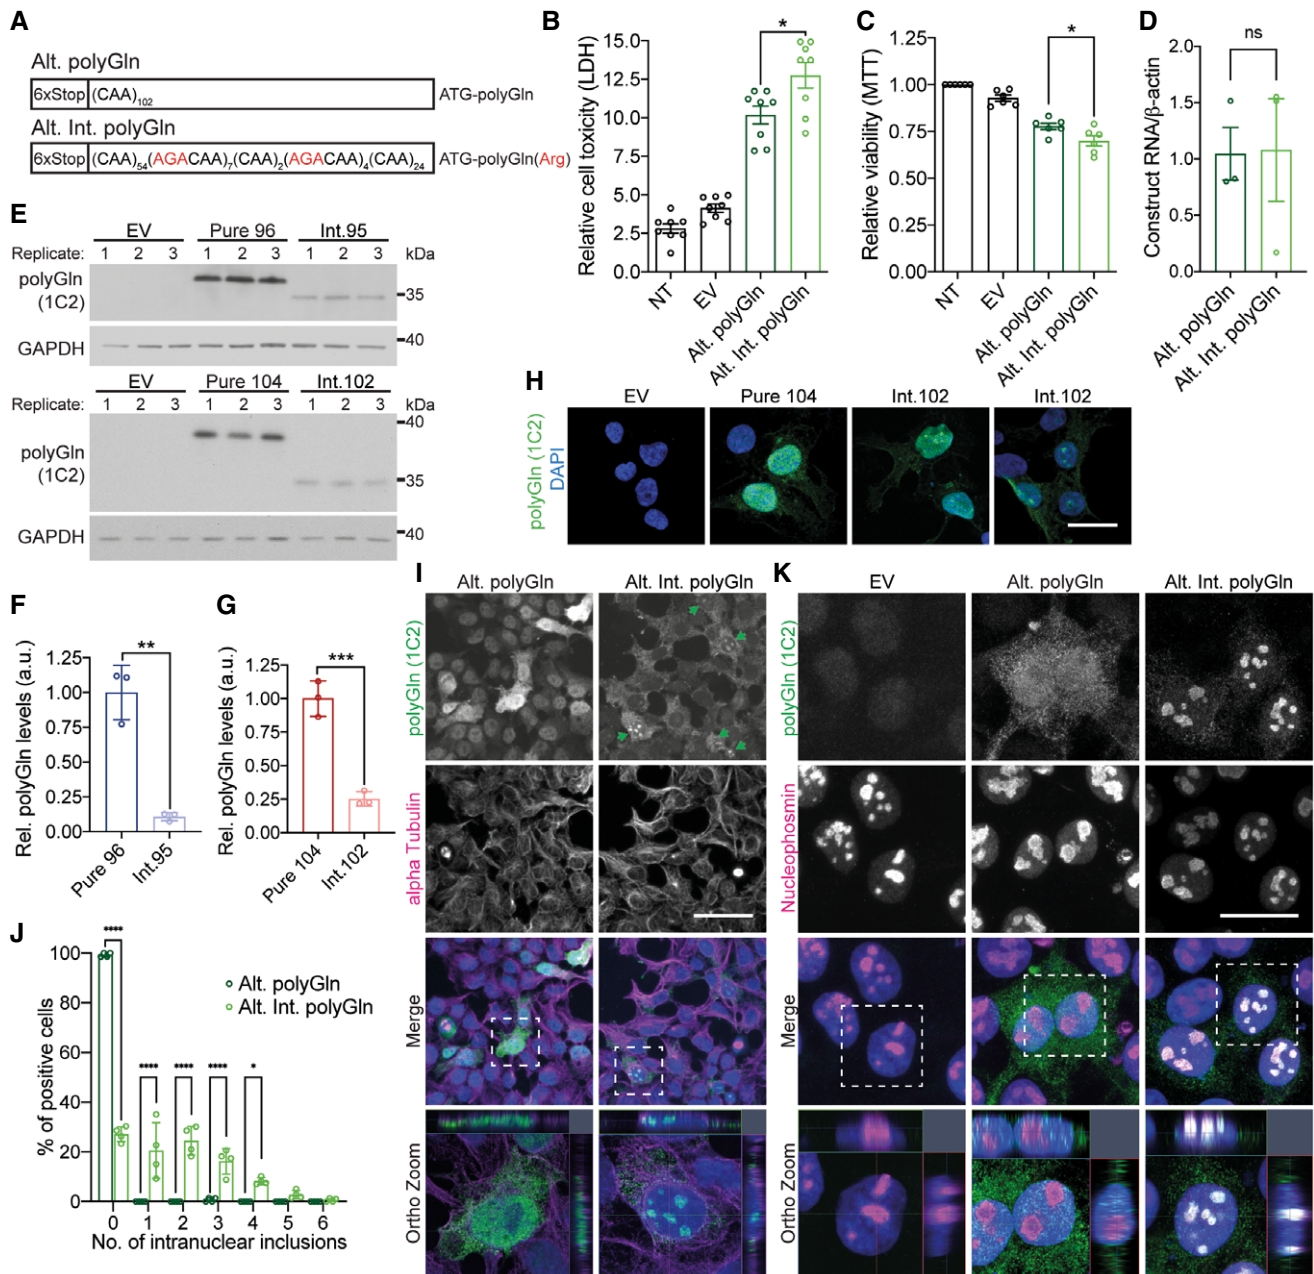 A
Alt. polyGln
6xStop (CAA)102 ATG-polyGln
Alt. Int. polyGln
6xStop (CAA)54(AGACAA)7(CAA)2(AGACAA)4(CAA)24 ATG-polyGln(Arg)
B
Relative cell toxicity (LDH)
15.0
12.5
10.0
7.5
5.0
2.5
0.0
*
NT
EV
Alt. polyGln
Alt. Int. polyGln
C
Relative viability (MTT)
1.25
1.00
0.75
0.50
0.25
0.00
*
NT
EV
Alt. polyGln
Alt. Int. polyGln
D
Construct RNA/β-actin
2.0
1.5
1.0
0.5
0.0
ns
Alt. polyGln
Alt. Int. polyGln
E
EV Pure 96 Int.95
Replicate: 1 2 3 1 2 3 1 2 3 kDa
polyGln (1C2)
35
GAPDH
40
EV Pure 104 Int.102
Replicate: 1 2 3 1 2 3 1 2 3 kDa
40
polyGln (1C2)
35
GAPDH
40
H
EV Pure 104 Int.102 Int.102
polyGln (1C2)
DAPI
F
Rel. polyGln levels (a.u.)
1.25
1.00
0.75
0.50
0.25
0.00
**
Pure 96
Int.95
G
Rel. polyGln levels (a.u.)
1.25
1.00
0.75
0.50
0.25
0.00
***
Pure 104
Int.102
I
Alt. polyGln Alt. Int. polyGln
polyGln (1C2)
alpha Tubulin
Merge
Ortho Zoom
K
EV Alt. polyGln Alt. Int. polyGln
polyGln (1C2)
Nucleophosmin
Merge
Ortho Zoom
J
% of positive cells
100
80
60
40
20
0
****
****
****
****
*
Alt. polyGln
Alt. Int. polyGln
0 1 2 3 4 5 6
No. of intranuclear inclusions